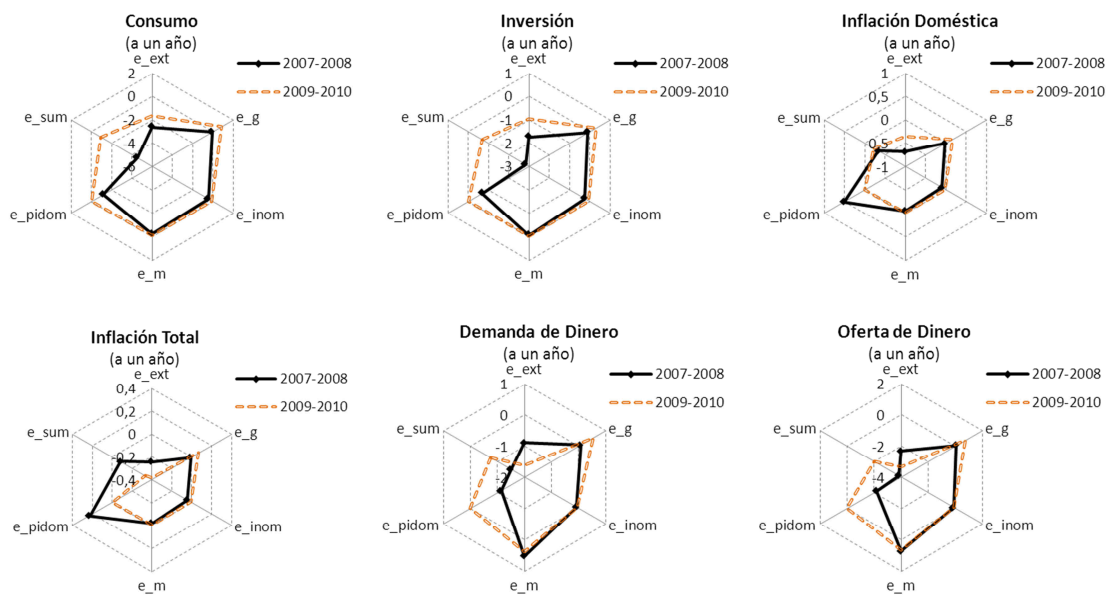 Consumo
(a un año)
e_ext
2
0
-2
-4
-6
e_g
e_inom
e_m
e_pidom
e_sum
2007-2008
2009-2010
Inversión
(a un año)
e_ext
1
0
-1
-2
-3
e_g
e_inom
e_m
e_pidom
e_sum
2007-2008
2009-2010
Inflación Doméstica
(a un año)
e_ext
1
0,5
0
-0,5
-1
e_g
e_inom
e_m
e_pidom
e_sum
2007-2008
2009-2010
Inflación Total
(a un año)
e_ext
0,4
0,2
0
-0,2
-0,4
e_g
e_inom
e_m
e_pidom
e_sum
2007-2008
2009-2010
Demanda de Dinero
(a un año)
e_ext
1
0
-1
-2
e_g
e_inom
e_m
e_pidom
e_sum
2007-2008
2009-2010
Oferta de Dinero
(a un año)
e_ext
2
0
-2
-4
e_g
e_inom
e_m
e_pidom
e_sum
2007-2008
2009-2010